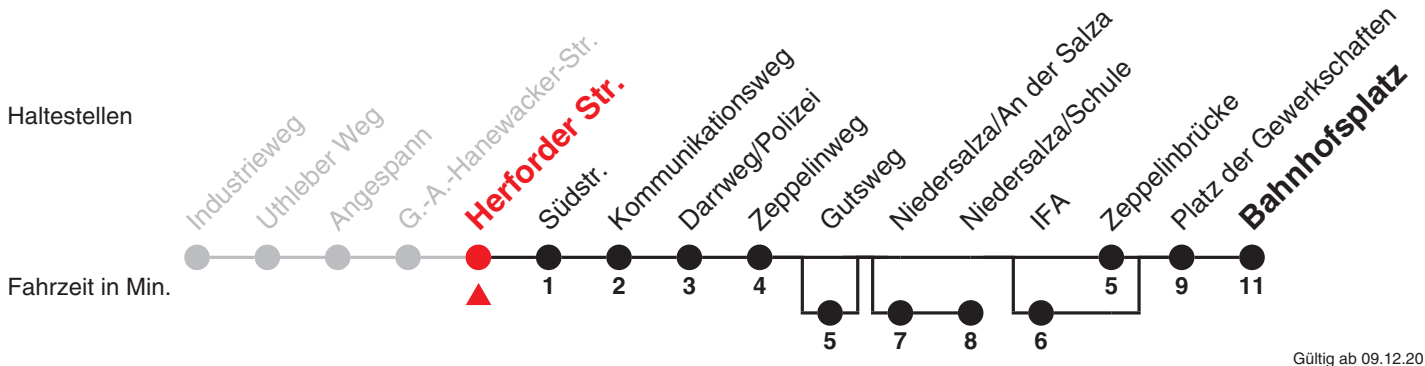 Haltestellen
Industrieweg
Uthleber Weg
Angespann
G.-A.-Hanewacker-Str.
Herforder Str.
Südstr.
Kommunikationsweg
Darrweg/Polizei
Zeppelinweg
Gutsweg
Niedersalza/An der Salza
Niedersalza/Schule
IFA
Zeppelinbrücke
Platz der Gewerkschaften
Bahnhofsplatz
Fahrzeit in Min.
1 2 3 4 5 9 11
5 7 8 6
Gültig ab 09.12.20